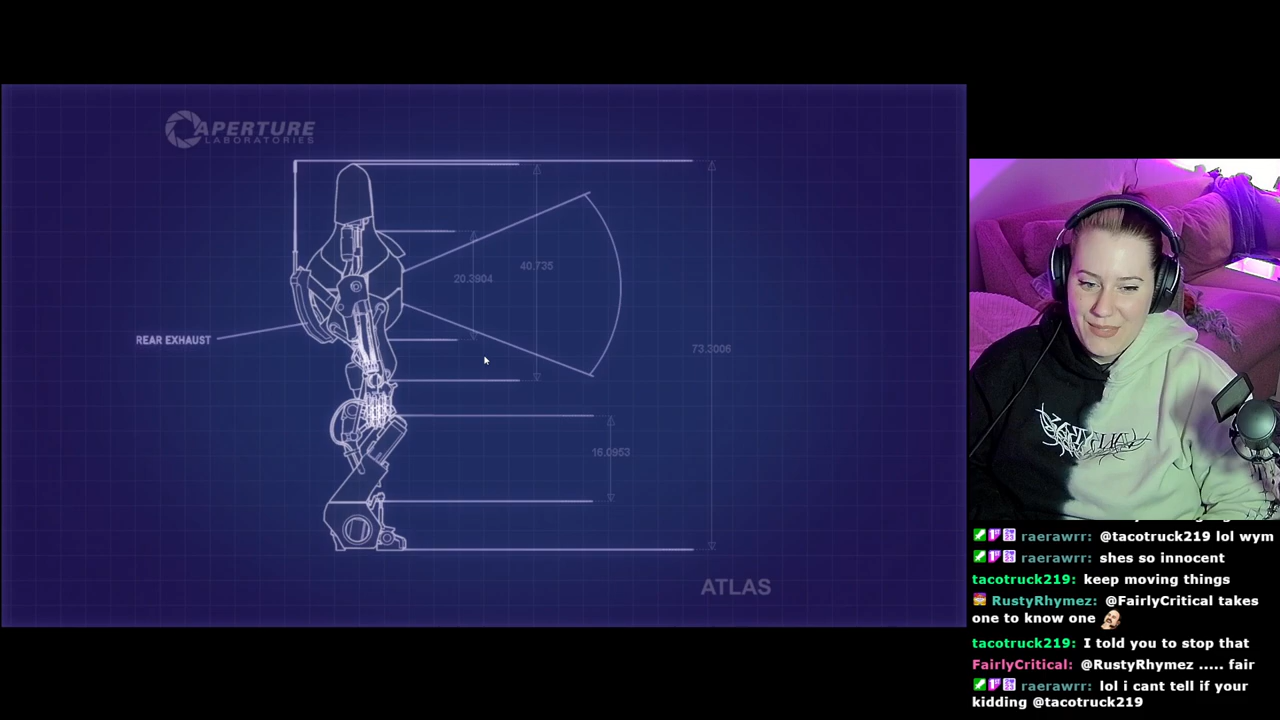 APERTURE
LABORATORIES
20.3904
40.735
REAR EXHAUST
73.3006
16.0953
ATLAS
raerawrr: @tacotruck219 lol wym
raerawrr: shes so innocent
tacotruck219: keep moving things
RustyRhymez: @FairlyCritical takes
one to know one
tacotruck219: I told you to stop that
FairlyCritical: @RustyRhymez ..... fair
raerawrr: lol i cant tell if your
kidding @tacotruck219